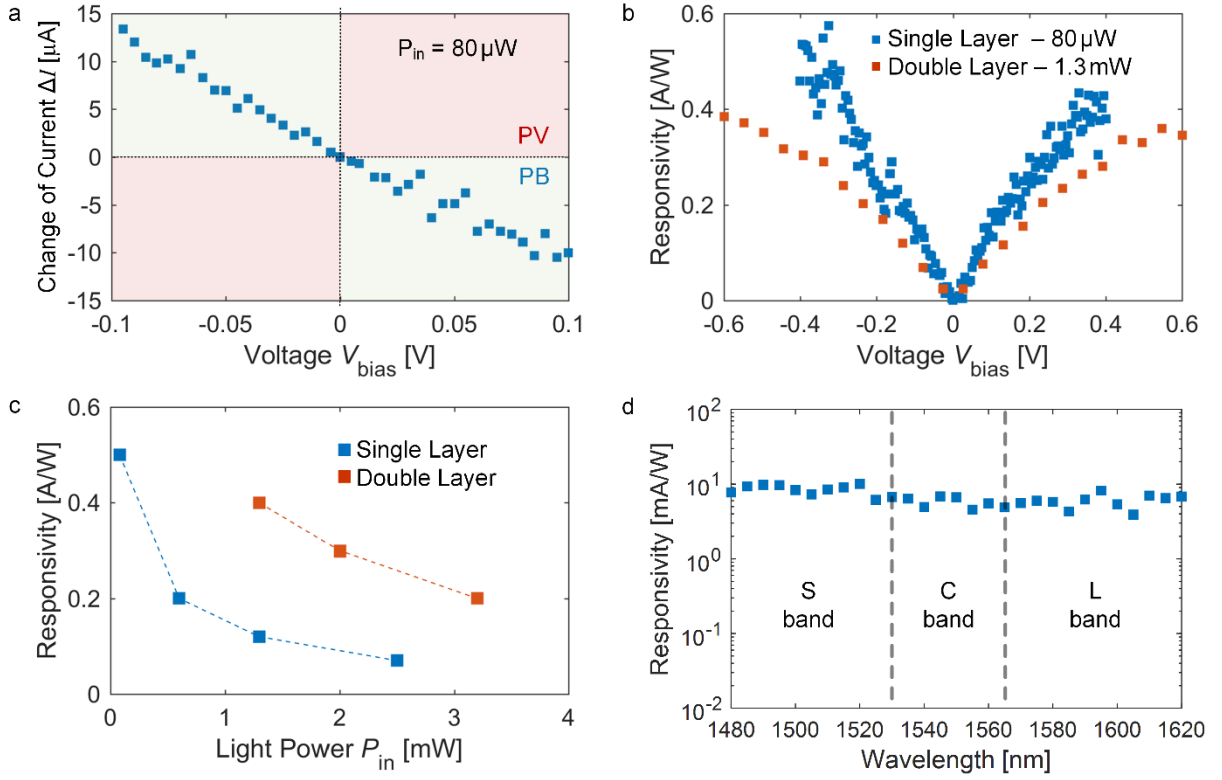 a
15
10
5
0
-5
-10
-15
Change of Current ΔI [µA]
P_in = 80 µW
PV
PB
-0.1
-0.05
0
0.05
0.1
Voltage V_bias [V]
b
0.6
0.4
0.2
0
Responsivity [A/W]
Single Layer – 80 µW
Double Layer – 1.3 mW
-0.6
-0.4
-0.2
0
0.2
0.4
0.6
Voltage V_bias [V]
c
0.6
0.4
0.2
0
Responsivity [A/W]
Single Layer
Double Layer
0
1
2
3
4
Light Power P_in [mW]
d
10^2
10^1
10^0
10^-1
10^-2
Responsivity [mA/W]
S band
C band
L band
1480
1500
1520
1540
1560
1580
1600
1620
Wavelength [nm]